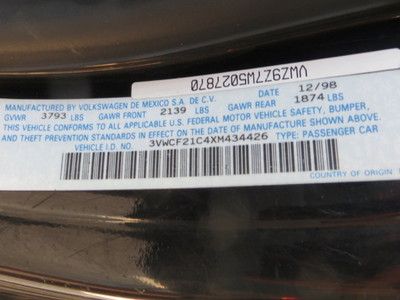 VWZ9Z7W5027870
MANUFACTURED BY VOLKSWAGEN DE MEXICO S.A. DE C.V. 12/98
GVWR 3793 LBS GAWR FRONT 2139 LBS GAWR REAR 1874 LBS
THIS VEHICLE CONFORMS TO ALL APPLICABLE U.S. FEDERAL MOTOR VEHICLE SAFETY, BUMPER,
AND THEFT PREVENTION STANDARDS IN EFFECT ON THE DATE OF MANUFACTURE SHOWN ABOVE.
VEHICLE I.D. NO.: 3VWCF21C4XM434426 TYPE: PASSENGER CAR
COUNTRY OF ORIGIN